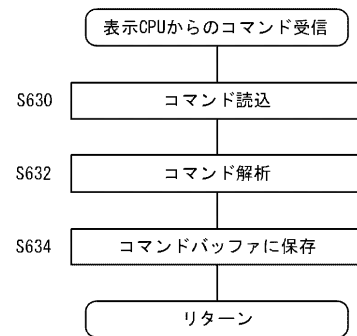 表示CPUからのコマンド受信
S630 コマンド読込
S632 コマンド解析
S634 コマンドバッファに保存
リターン